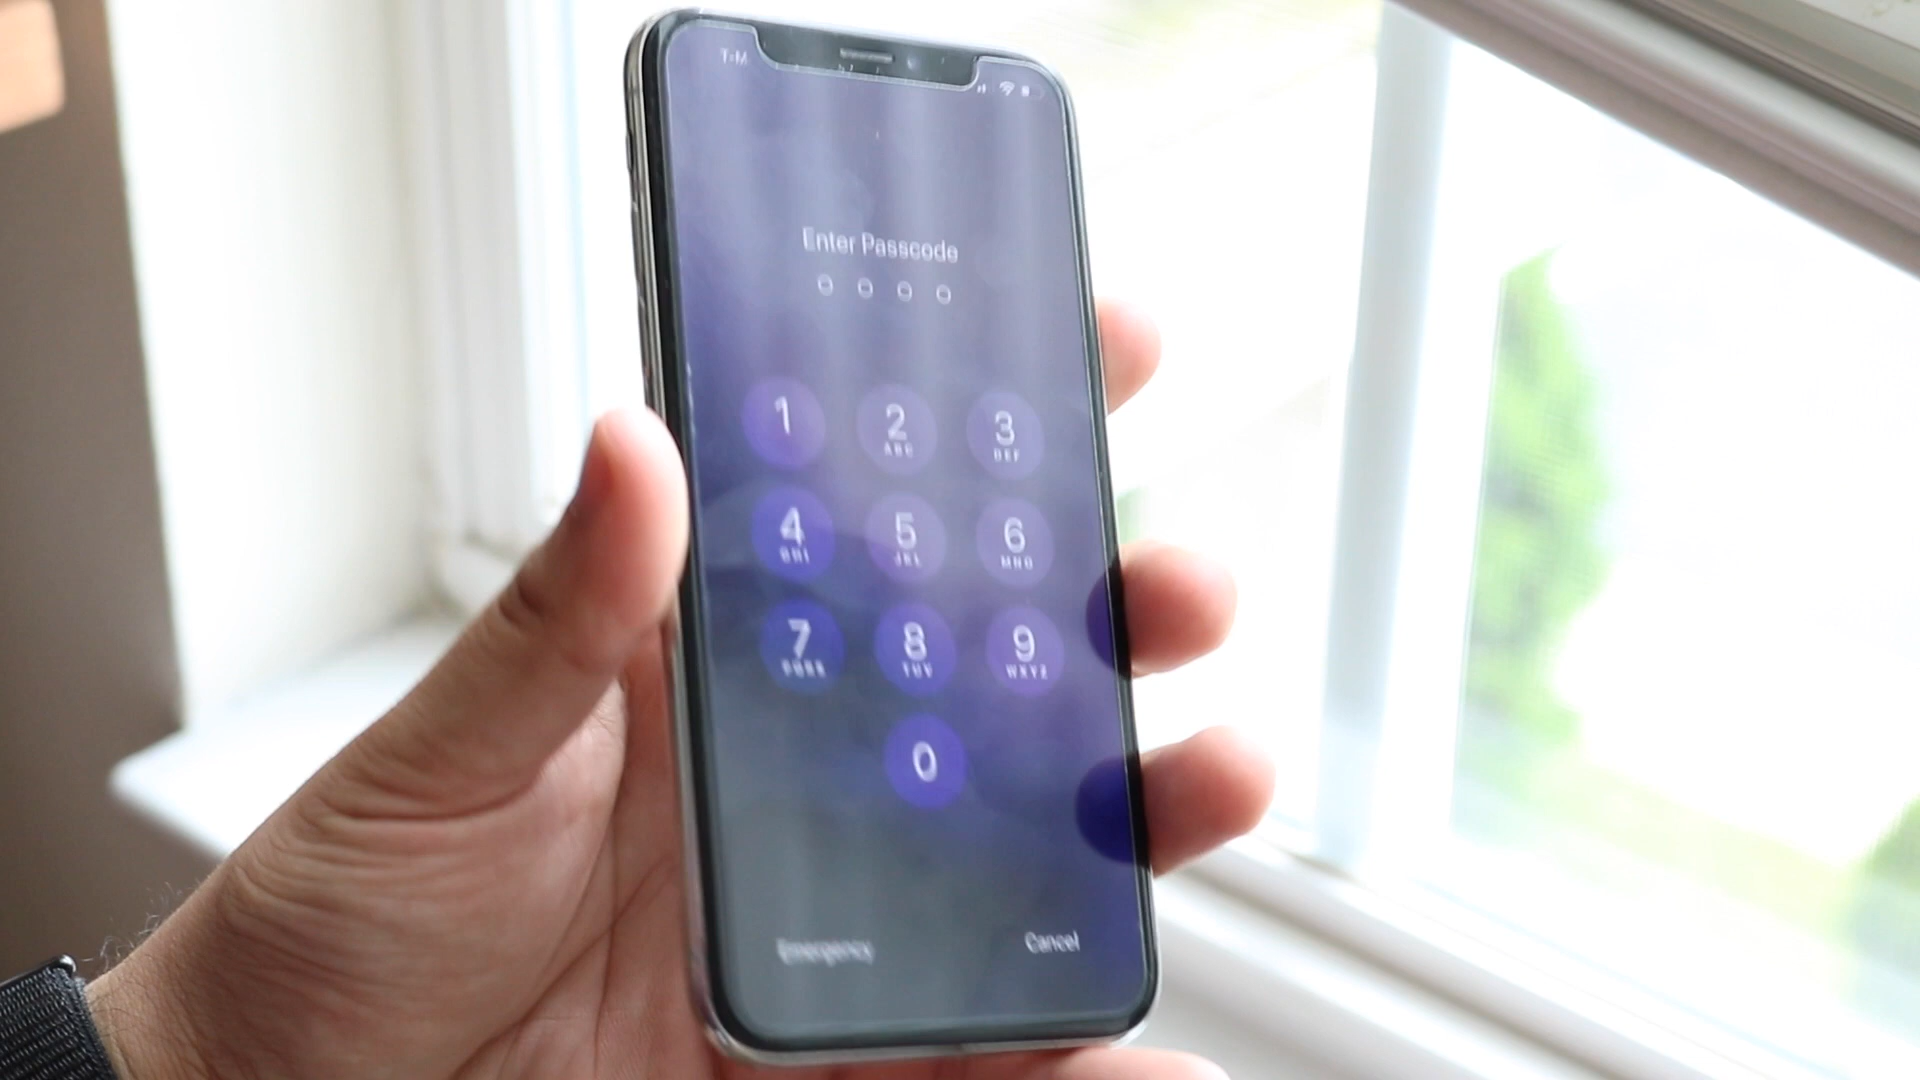 Enter Passcode
1 2 3
ABC DEF
4 5 6
GHI JKL MNO
7 8 9
PQRS TUV WXYZ
0
Emergency Cancel